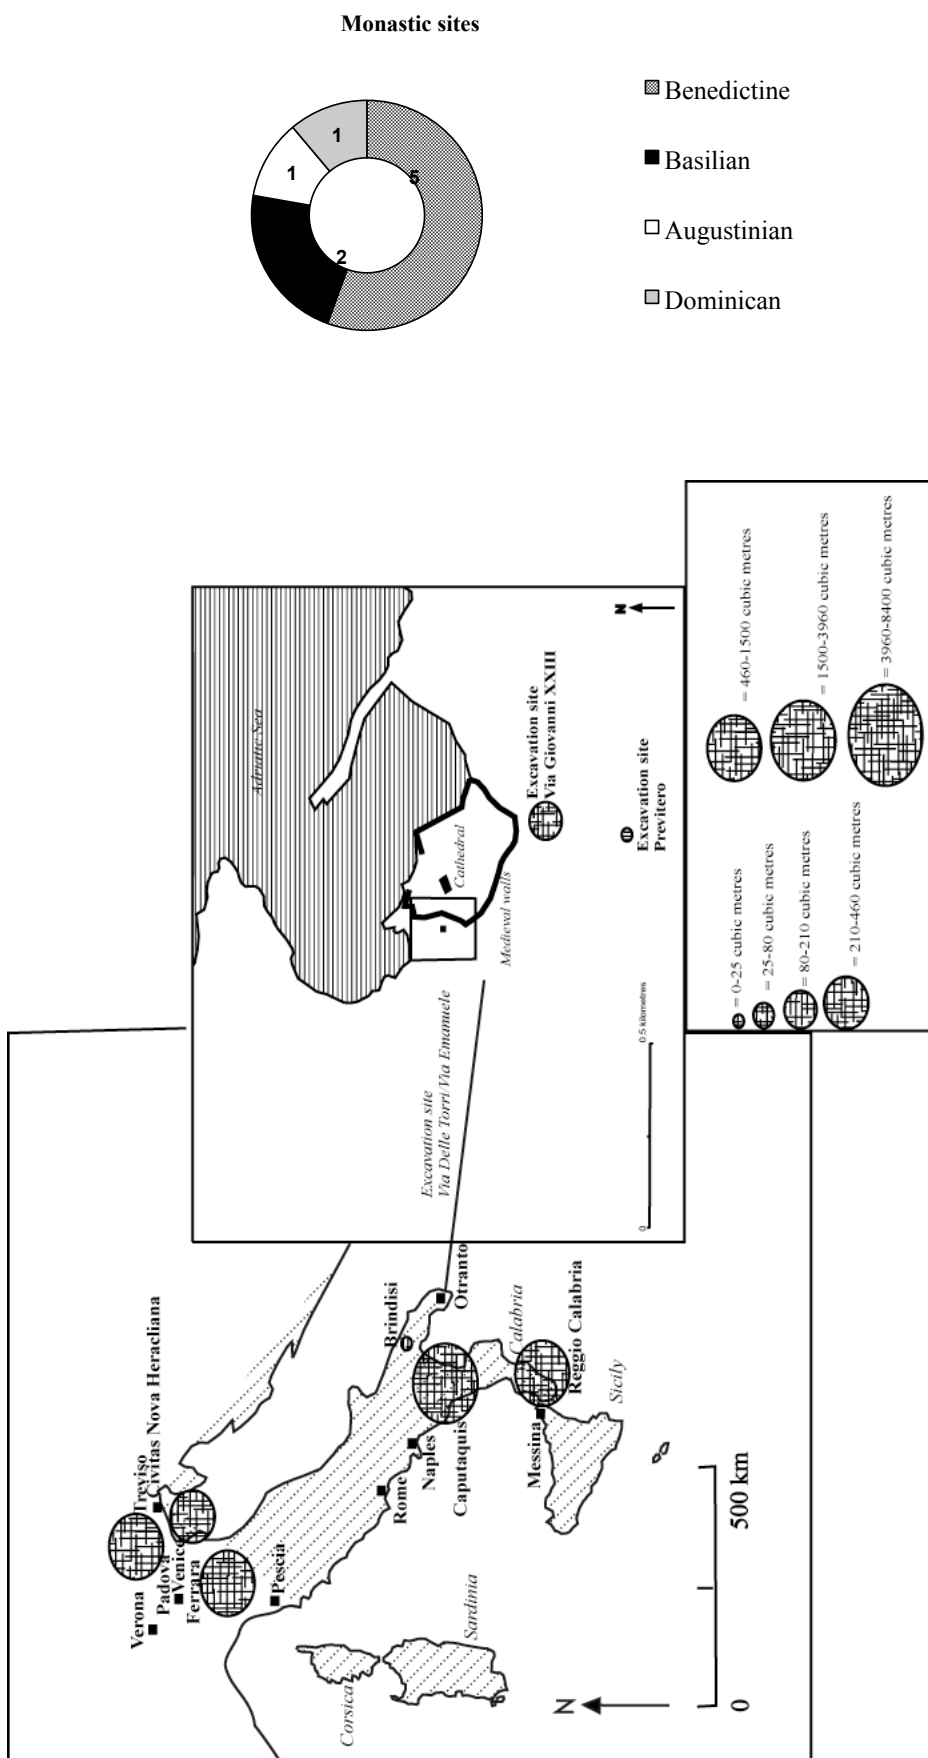 Monastic sites
Benedictine
Basilian
Augustinian
Dominican
5
2
1
1
Adriatic Sea
N
Excavation site
Via Giovanni XXIII
Excavation site
Previtero
Cathedral
Medieval walls
Excavation site
Via Delle Torri/Via Emanuele
0
0.5 kilometres
= 0-25 cubic metres
= 25-80 cubic metres
= 80-210 cubic metres
= 210-460 cubic metres
= 460-1500 cubic metres
= 1500-3960 cubic metres
= 3960-8400 cubic metres
Verona
Padova
Venice
Ferrara
Treviso
Civitas Nova Heracliana
Pescia
Rome
Naples
Caputaquis
Brindisi
Otranto
Calabria
Reggio Calabria
Messina
Sicily
Corsica
Sardinia
N
0
500 km